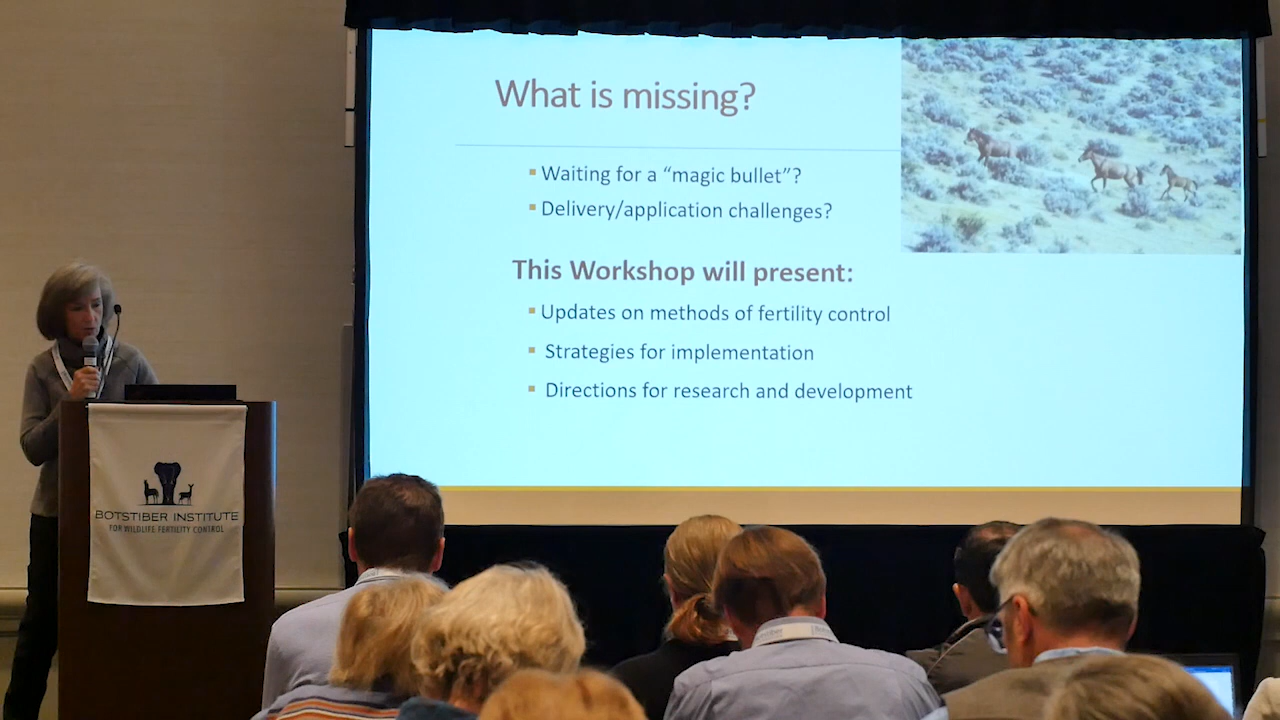 What is missing?
Waiting for a “magic bullet”?
Delivery/application challenges?
This Workshop will present:
Updates on methods of fertility control
Strategies for implementation
Directions for research and development
BOTSTIBER INSTITUTE
FOR WILDLIFE FERTILITY CONTROL